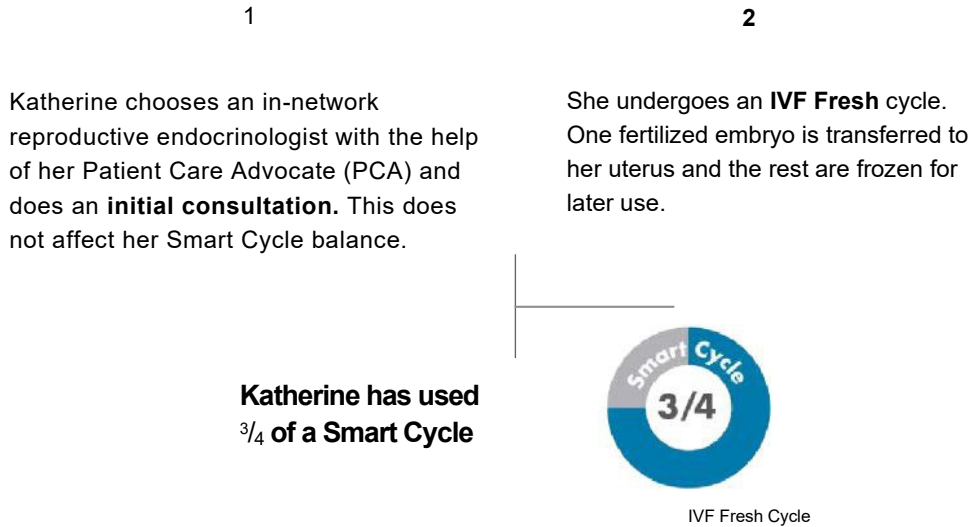 1
Katherine chooses an in-network
reproductive endocrinologist with the help
of her Patient Care Advocate (PCA) and
does an initial consultation. This does
not affect her Smart Cycle balance.
2
She undergoes an IVF Fresh cycle.
One fertilized embryo is transferred to
her uterus and the rest are frozen for
later use.
Katherine has used
3/4 of a Smart Cycle
Smart Cycle
3/4
IVF Fresh Cycle